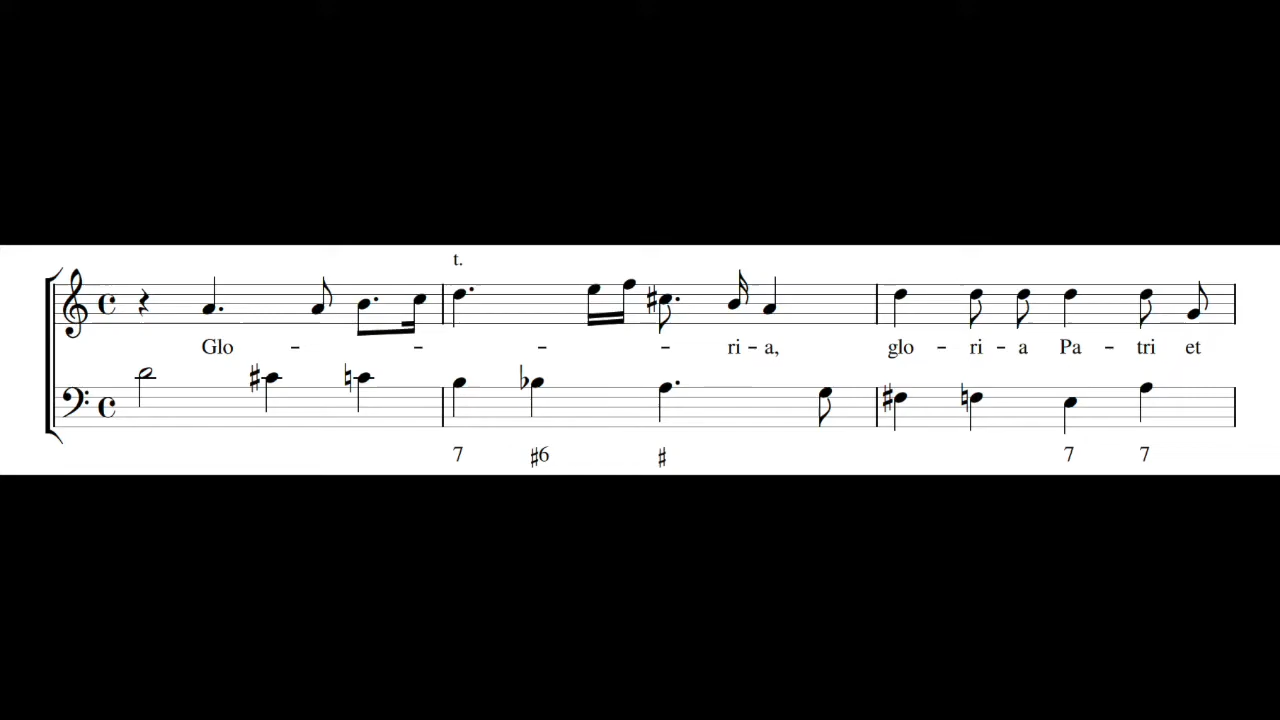 t.
Glo - - - - ri - a, glo - ri - a Pa - tri et
7 ♯6 ♯ 7 7